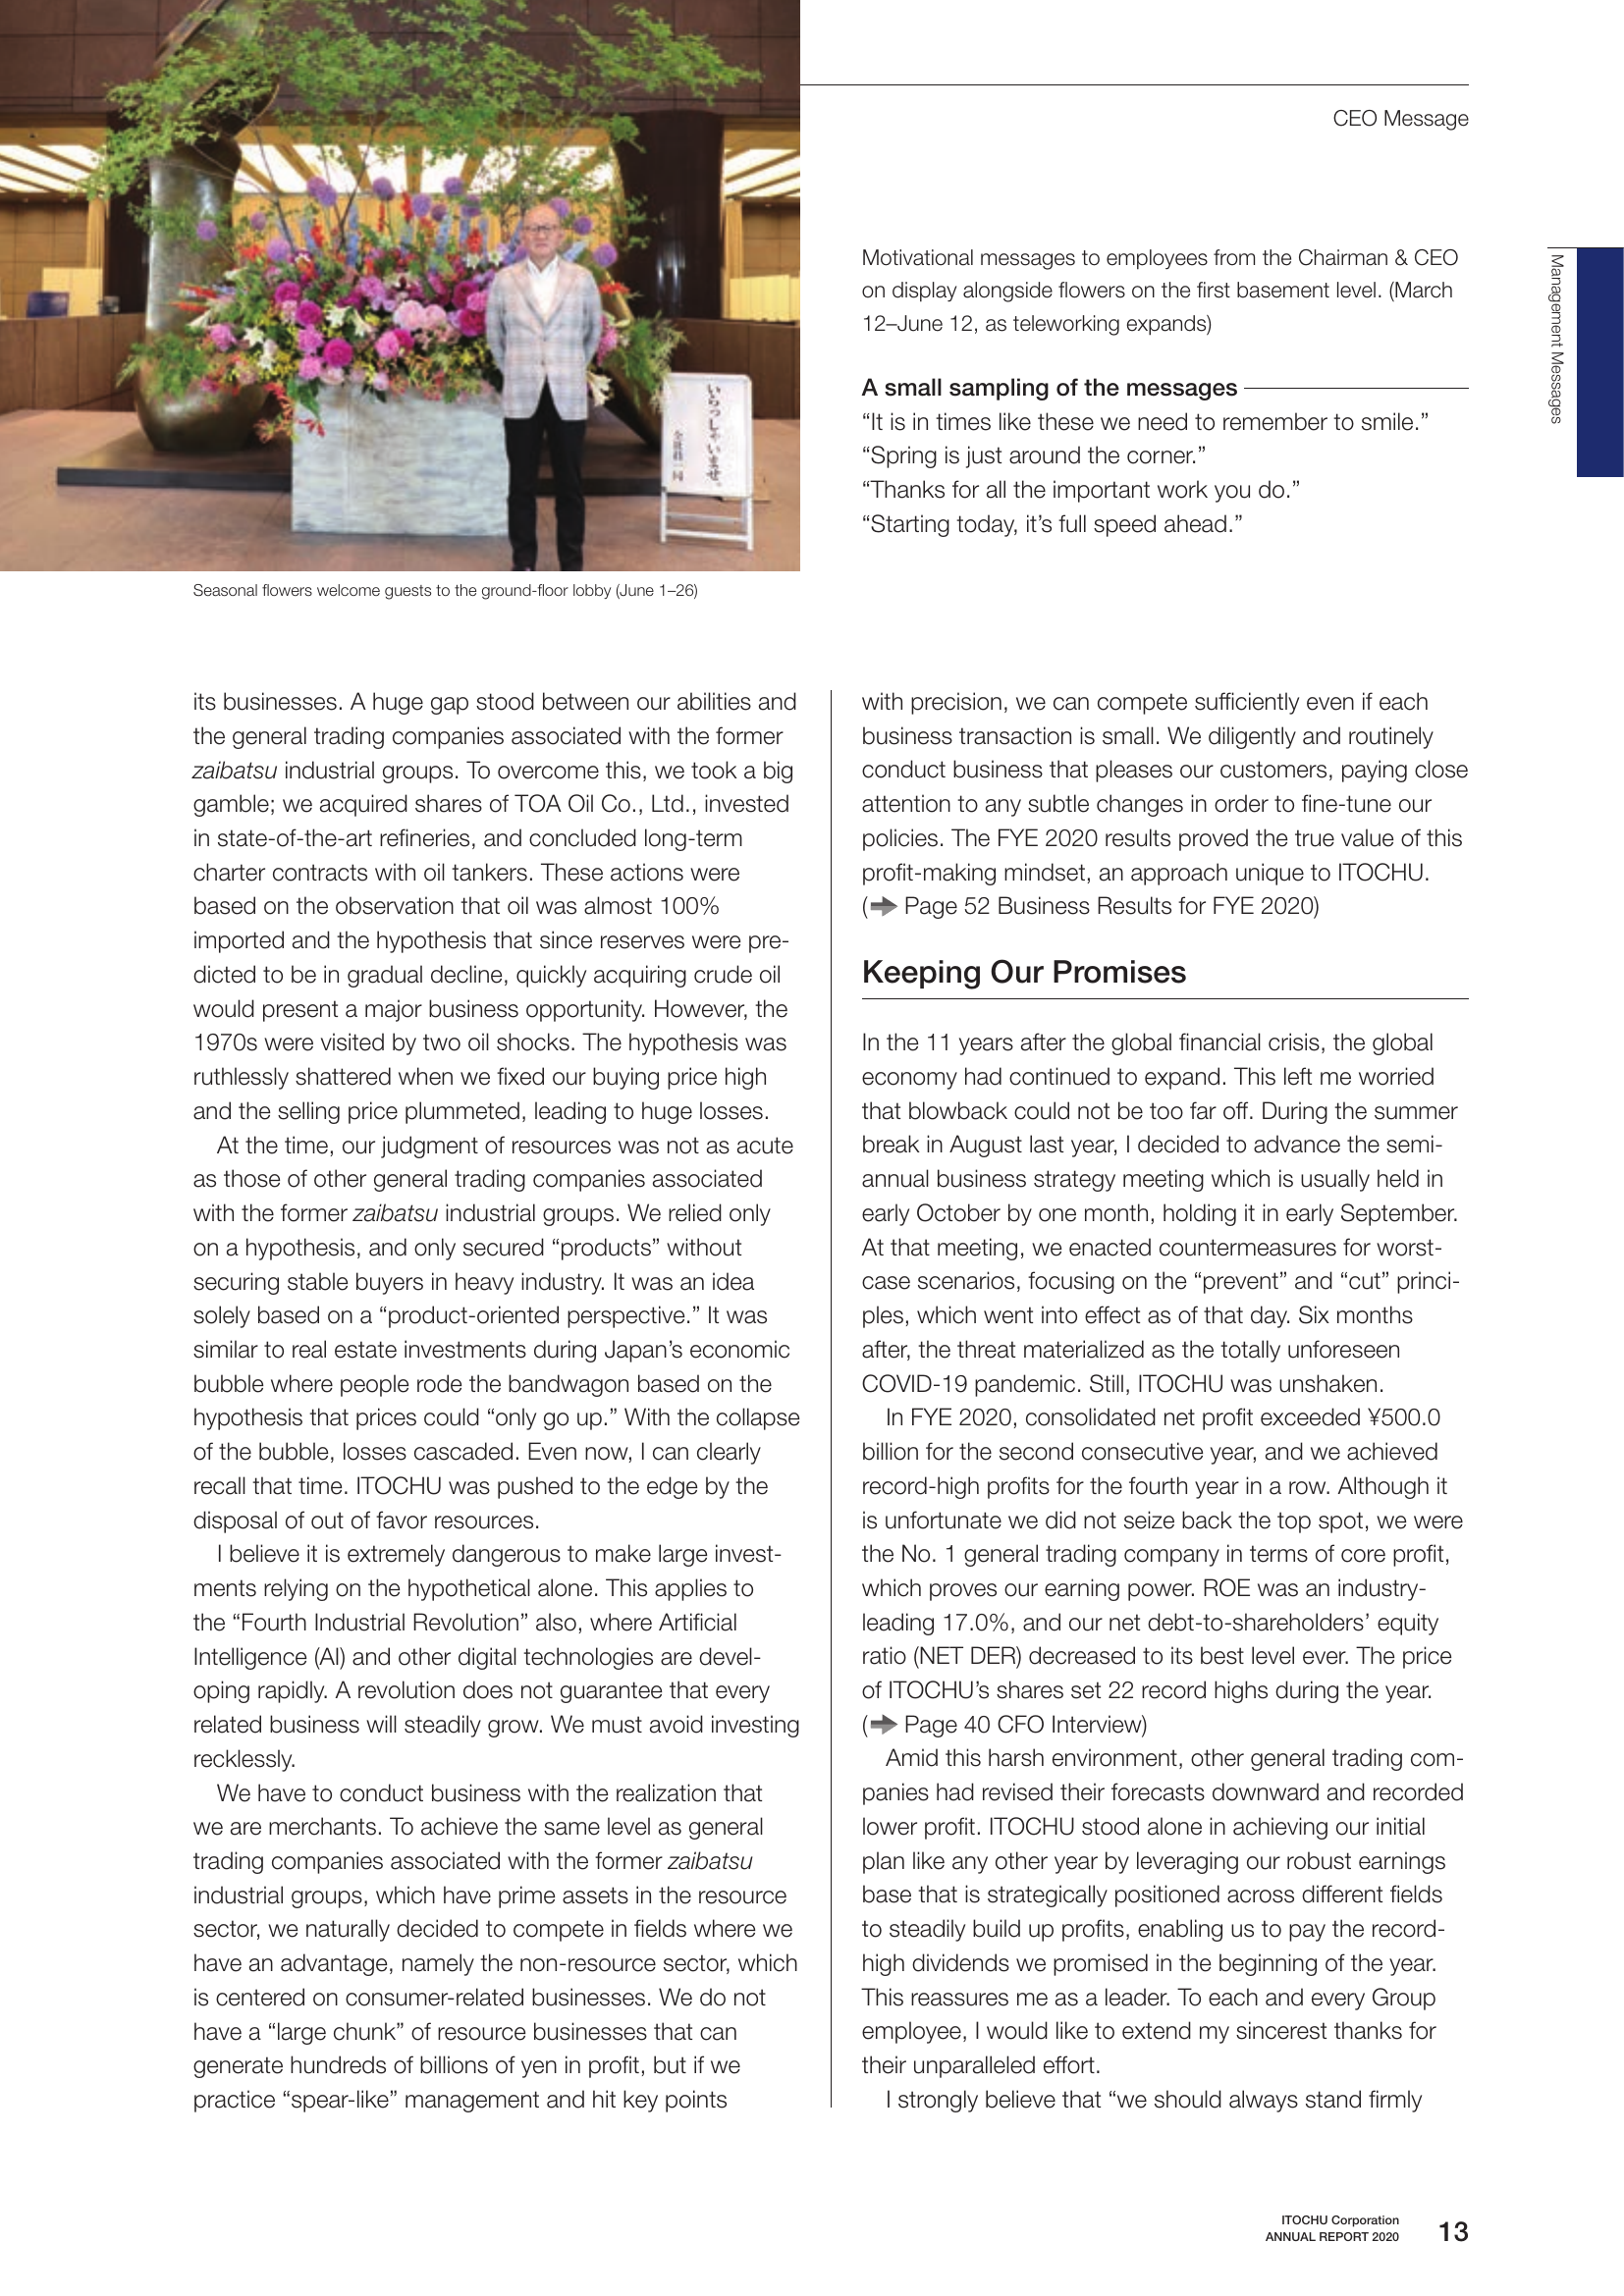 CEO Message
いらっしゃいませ。
Seasonal flowers welcome guests to the ground-floor lobby (June 1–26)
Motivational messages to employees from the Chairman & CEO
on display alongside flowers on the first basement level. (March
12–June 12, as teleworking expands)
A small sampling of the messages
“It is in times like these we need to remember to smile.”
“Spring is just around the corner.”
“Thanks for all the important work you do.”
“Starting today, it’s full speed ahead.”
Management Messages
its businesses. A huge gap stood between our abilities and
the general trading companies associated with the former
zaibatsu industrial groups. To overcome this, we took a big
gamble; we acquired shares of TOA Oil Co., Ltd., invested
in state-of-the-art refineries, and concluded long-term
charter contracts with oil tankers. These actions were
based on the observation that oil was almost 100%
imported and the hypothesis that since reserves were pre-
dicted to be in gradual decline, quickly acquiring crude oil
would present a major business opportunity. However, the
1970s were visited by two oil shocks. The hypothesis was
ruthlessly shattered when we fixed our buying price high
and the selling price plummeted, leading to huge losses.
At the time, our judgment of resources was not as acute
as those of other general trading companies associated
with the former zaibatsu industrial groups. We relied only
on a hypothesis, and only secured “products” without
securing stable buyers in heavy industry. It was an idea
solely based on a “product-oriented perspective.” It was
similar to real estate investments during Japan’s economic
bubble where people rode the bandwagon based on the
hypothesis that prices could “only go up.” With the collapse
of the bubble, losses cascaded. Even now, I can clearly
recall that time. ITOCHU was pushed to the edge by the
disposal of out of favor resources.
I believe it is extremely dangerous to make large invest-
ments relying on the hypothetical alone. This applies to
the “Fourth Industrial Revolution” also, where Artificial
Intelligence (AI) and other digital technologies are devel-
oping rapidly. A revolution does not guarantee that every
related business will steadily grow. We must avoid investing
recklessly.
We have to conduct business with the realization that
we are merchants. To achieve the same level as general
trading companies associated with the former zaibatsu
industrial groups, which have prime assets in the resource
sector, we naturally decided to compete in fields where we
have an advantage, namely the non-resource sector, which
is centered on consumer-related businesses. We do not
have a “large chunk” of resource businesses that can
generate hundreds of billions of yen in profit, but if we
practice “spear-like” management and hit key points
with precision, we can compete sufficiently even if each
business transaction is small. We diligently and routinely
conduct business that pleases our customers, paying close
attention to any subtle changes in order to fine-tune our
policies. The FYE 2020 results proved the true value of this
profit-making mindset, an approach unique to ITOCHU.
(➡ Page 52 Business Results for FYE 2020)
Keeping Our Promises
In the 11 years after the global financial crisis, the global
economy had continued to expand. This left me worried
that blowback could not be too far off. During the summer
break in August last year, I decided to advance the semi-
annual business strategy meeting which is usually held in
early October by one month, holding it in early September.
At that meeting, we enacted countermeasures for worst-
case scenarios, focusing on the “prevent” and “cut” princi-
ples, which went into effect as of that day. Six months
after, the threat materialized as the totally unforeseen
COVID-19 pandemic. Still, ITOCHU was unshaken.
In FYE 2020, consolidated net profit exceeded ¥500.0
billion for the second consecutive year, and we achieved
record-high profits for the fourth year in a row. Although it
is unfortunate we did not seize back the top spot, we were
the No. 1 general trading company in terms of core profit,
which proves our earning power. ROE was an industry-
leading 17.0%, and our net debt-to-shareholders’ equity
ratio (NET DER) decreased to its best level ever. The price
of ITOCHU’s shares set 22 record highs during the year.
(➡ Page 40 CFO Interview)
Amid this harsh environment, other general trading com-
panies had revised their forecasts downward and recorded
lower profit. ITOCHU stood alone in achieving our initial
plan like any other year by leveraging our robust earnings
base that is strategically positioned across different fields
to steadily build up profits, enabling us to pay the record-
high dividends we promised in the beginning of the year.
This reassures me as a leader. To each and every Group
employee, I would like to extend my sincerest thanks for
their unparalleled effort.
I strongly believe that “we should always stand firmly
ITOCHU Corporation
ANNUAL REPORT 2020
13